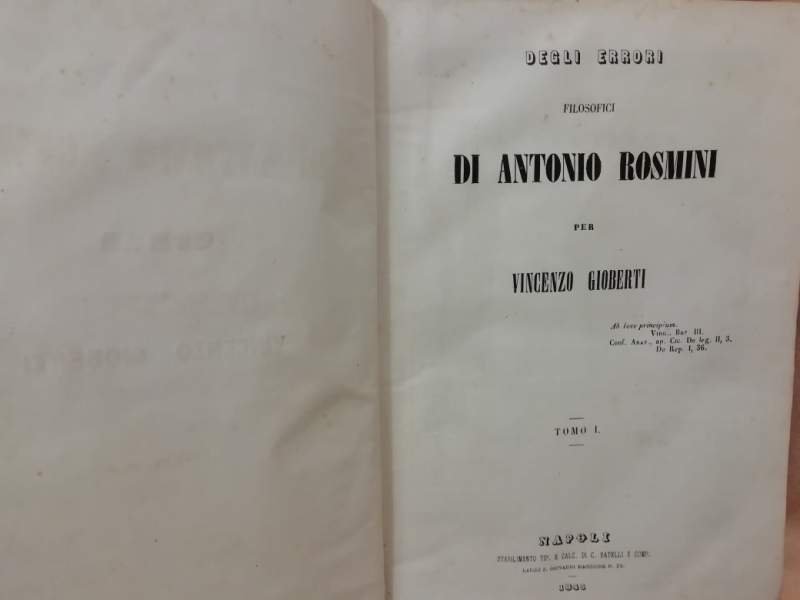 DEGLI ERRORI
FILOSOFICI
DI ANTONIO ROSMINI
PER
VINCENZO GIOBERTI
Ab Iove principium.
VIRG., Buc. III.
Conf. ARAT., ap. CIC. De leg. II, 3.
De Rep. I, 36.
TOMO I.
NAPOLI
STABILIMENTO TIP. E CALC. DI C. BATELLI E COMP.